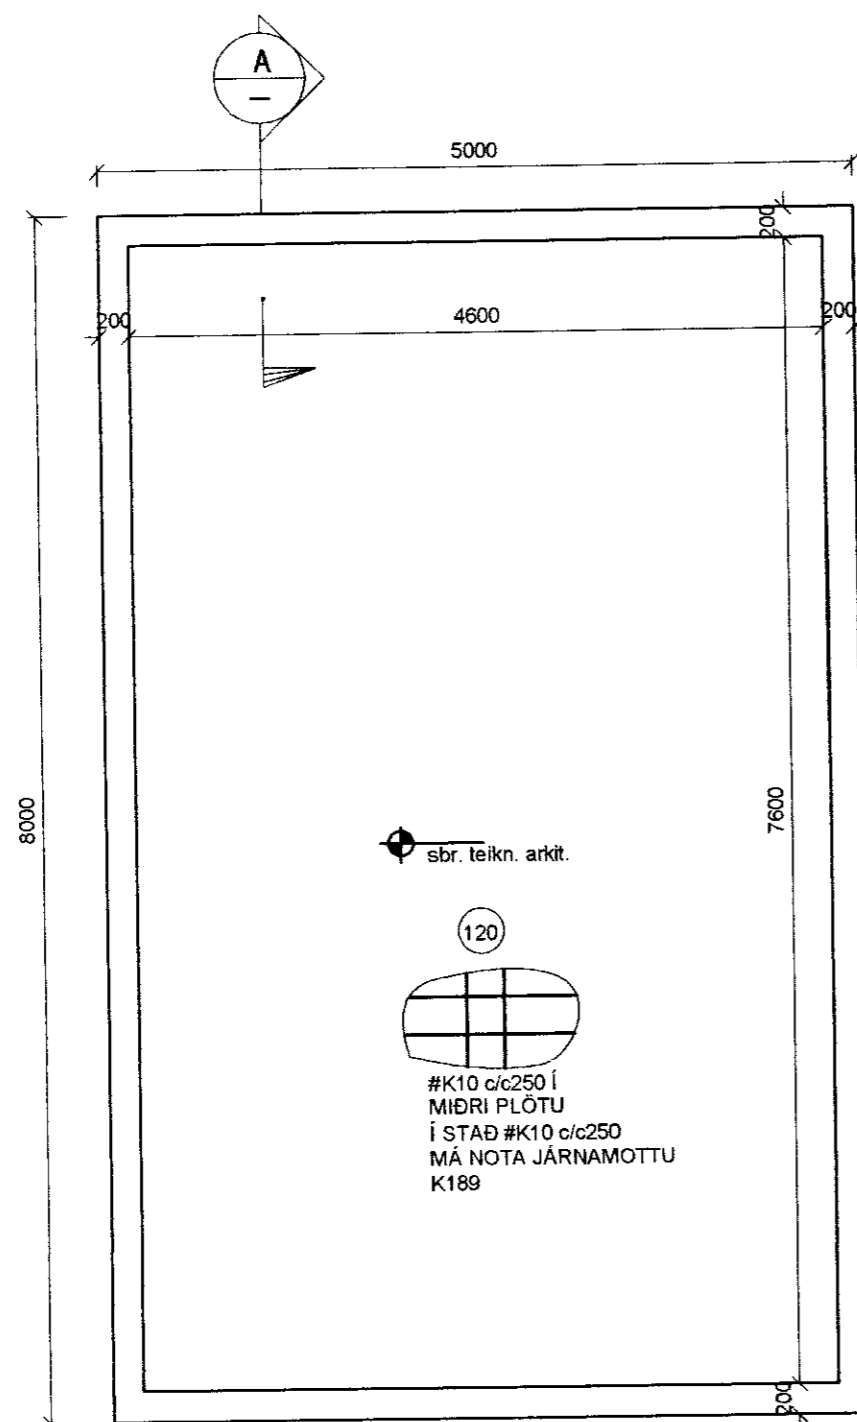 A
5000
200
200
4600
200
8000
7600
sbr. teikn. arkit.
120
#K10 c/c250 Í
MIÐRI PLÖTU
Í STAÐ #K10 c/c250
MÁ NOTA JÁRNAMOTTU
K189
200